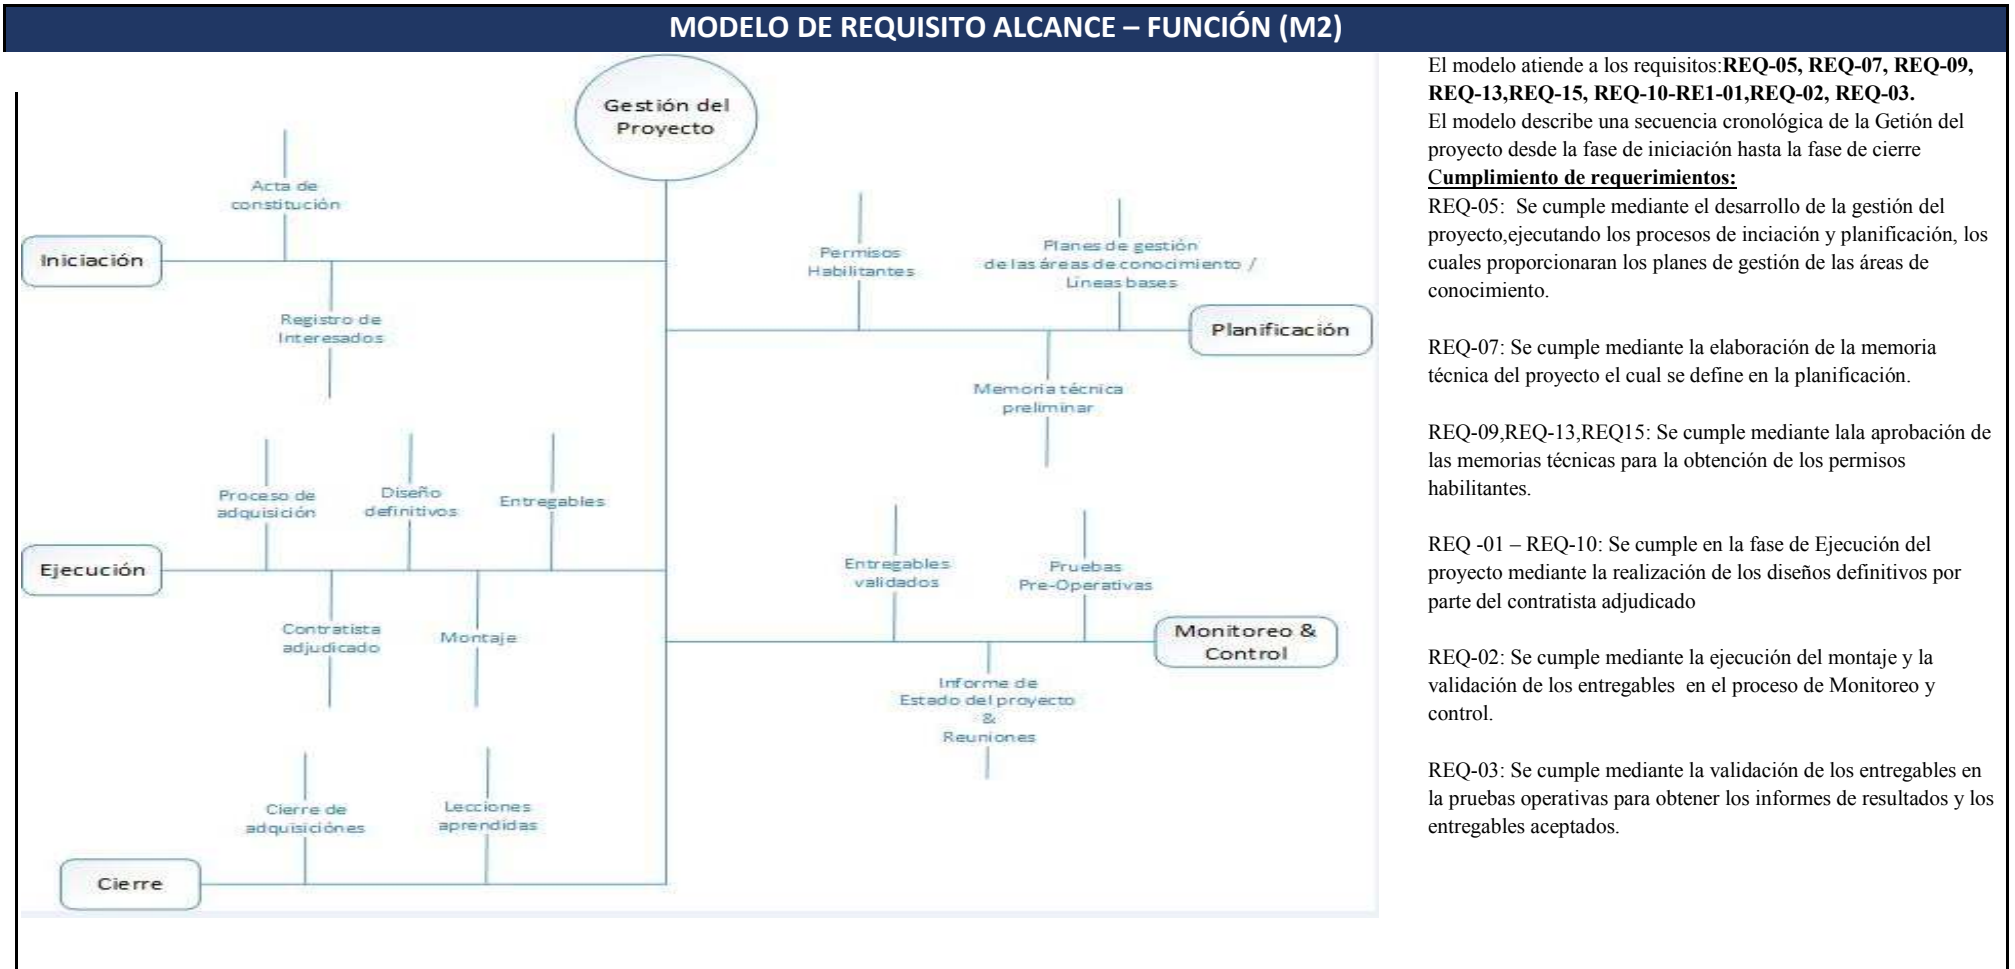 MODELO DE REQUISITO ALCANCE – FUNCIÓN (M2)
Gestión del
Proyecto
Acta de
constitución
Iniciación
Registro de
Interesados
Permisos
Habilitantes
Planes de gestión
de las áreas de conocimiento /
Líneas bases
Planificación
Memoria técnica
preliminar
Proceso de
adquisición
Diseño
definitivos
Entregables
Ejecución
Contratista
adjudicado
Montaje
Entregables
validados
Pruebas
Pre-Operativas
Monitoreo &
Control
Informe de
Estado del proyecto
&
Reuniones
Cierre de
adquisiciónes
Lecciones
aprendidas
Cierre
El modelo atiende a los requisitos:REQ-05, REQ-07, REQ-09,
REQ-13,REQ-15, REQ-10-RE1-01,REQ-02, REQ-03.
El modelo describe una secuencia cronológica de la Getión del
proyecto desde la fase de iniciación hasta la fase de cierre
Cumplimiento de requerimientos:
REQ-05:  Se cumple mediante el desarrollo de la gestión del
proyecto,ejecutando los procesos de inciación y planificación, los
cuales proporcionaran los planes de gestión de las áreas de
conocimiento.
REQ-07: Se cumple mediante la elaboración de la memoria
técnica del proyecto el cual se define en la planificación.
REQ-09,REQ-13,REQ15: Se cumple mediante lala aprobación de
las memorias técnicas para la obtención de los permisos
habilitantes.
REQ -01 – REQ-10: Se cumple en la fase de Ejecución del
proyecto mediante la realización de los diseños definitivos por
parte del contratista adjudicado
REQ-02: Se cumple mediante la ejecución del montaje y la
validación de los entregables  en el proceso de Monitoreo y
control.
REQ-03: Se cumple mediante la validación de los entregables en
la pruebas operativas para obtener los informes de resultados y los
entregables aceptados.